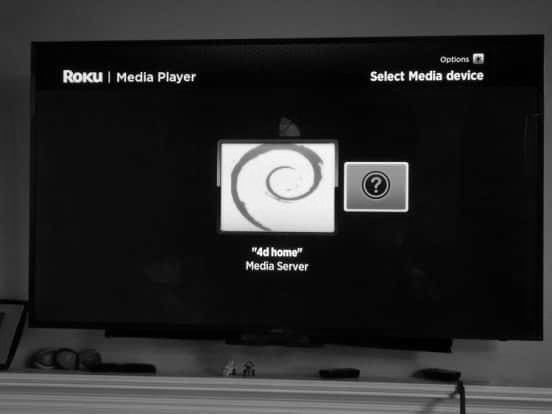 Options *
Roku | Media Player
Select Media device
?
"4d home"
Media Server